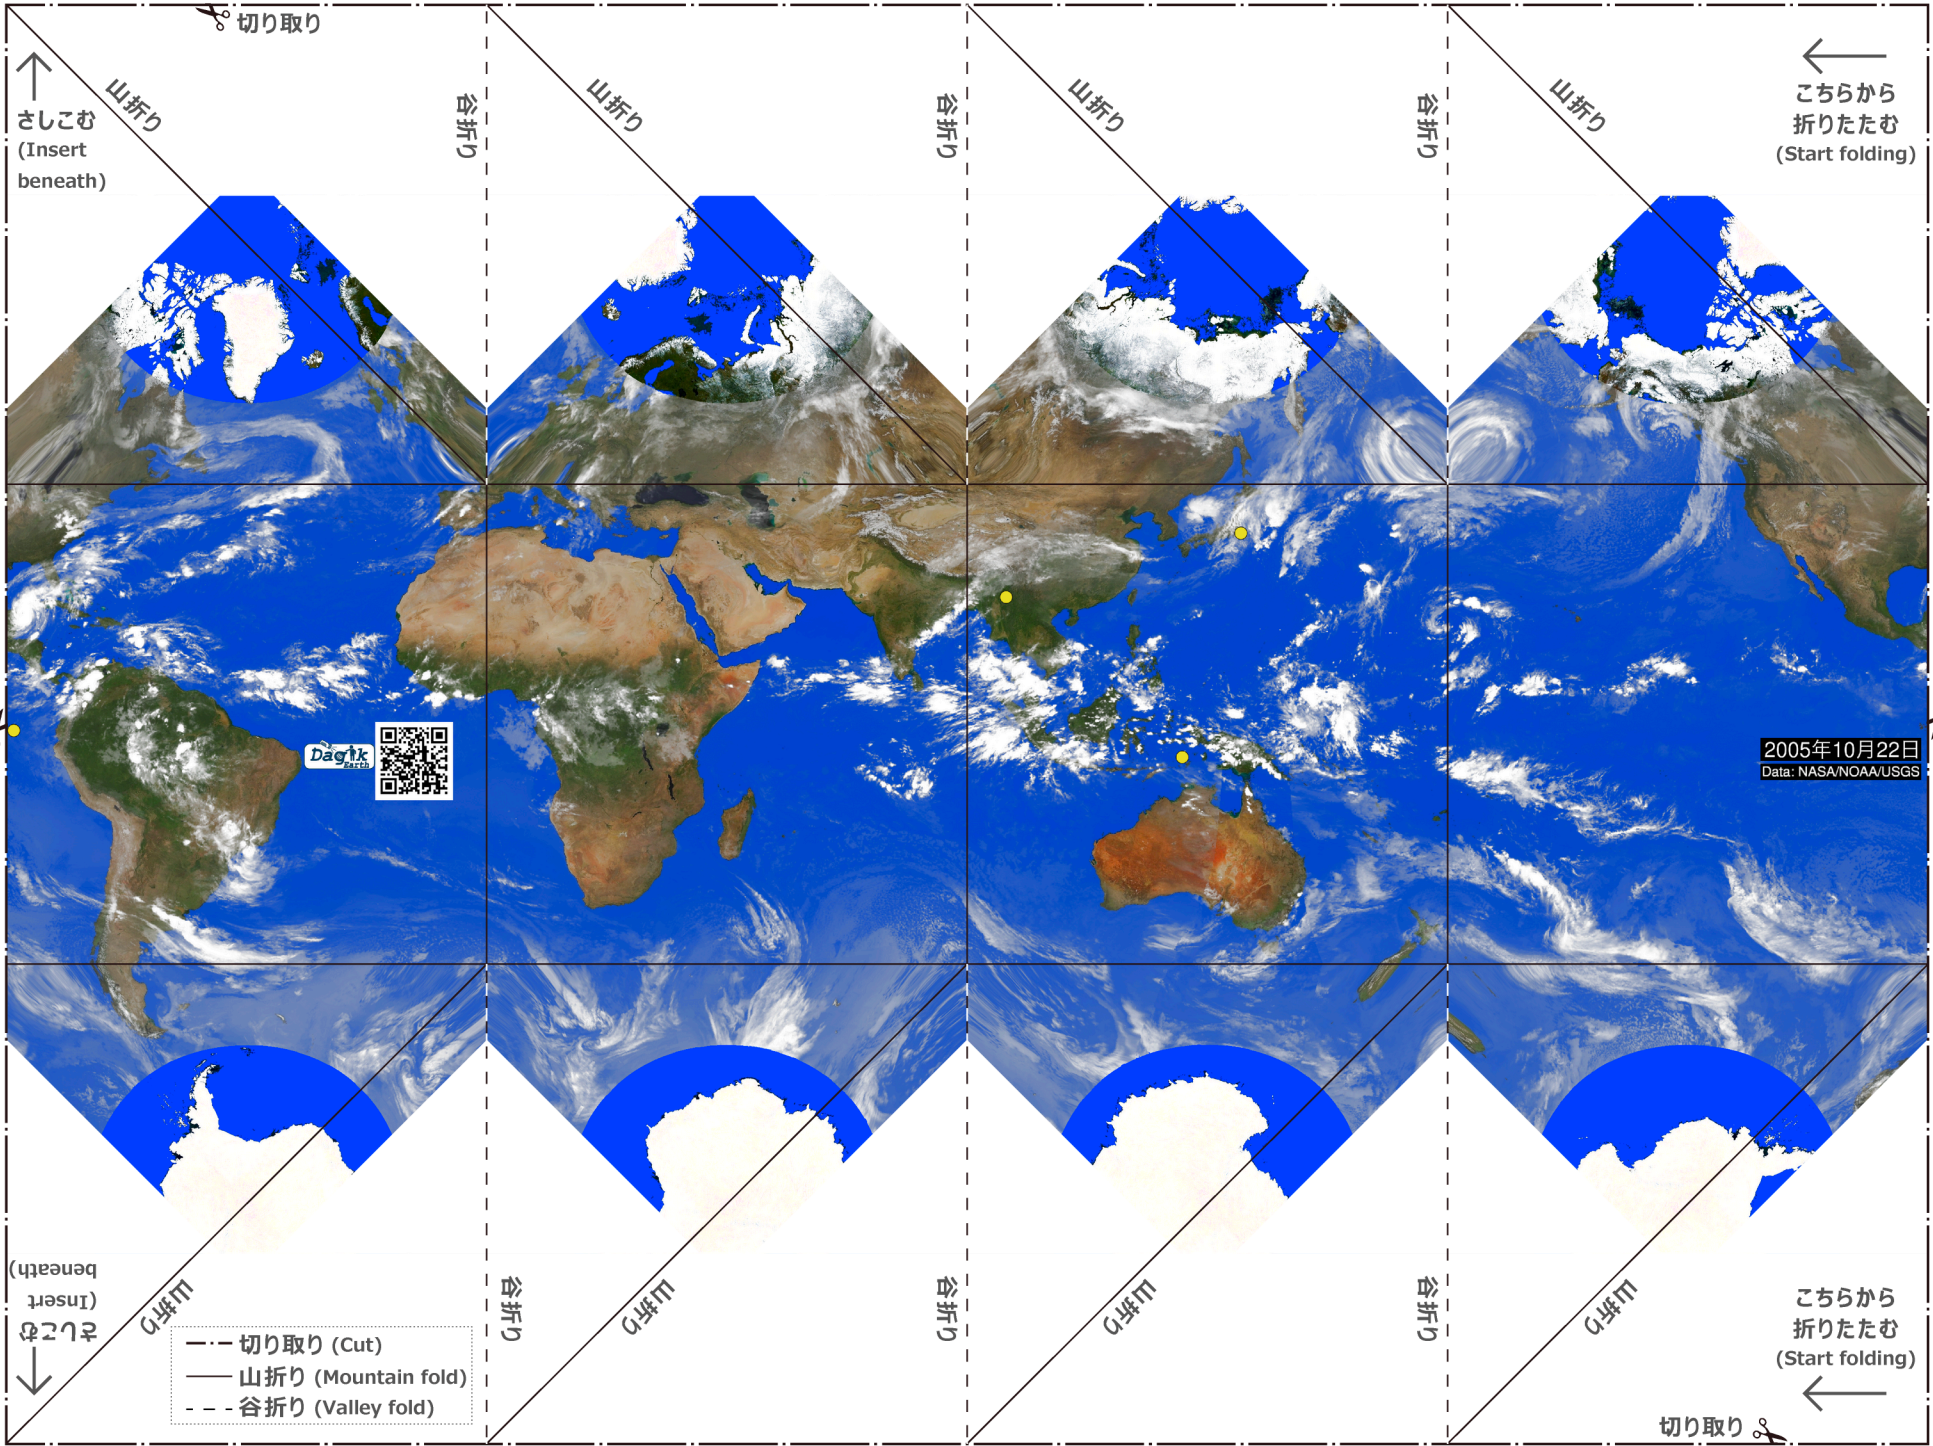 切り取り
山折り
谷折り
山折り
谷折り
山折り
谷折り
山折り
さしこむ
(Insert
beneath)
こちらから
折りたたむ
(Start folding)
Dagik
Earth
2005年10月22日
Data: NASA/NOAA/USGS
さしこむ
(Insert
beneath)
山折り
谷折り
山折り
谷折り
山折り
谷折り
山折り
こちらから
折りたたむ
(Start folding)
切り取り (Cut)
山折り (Mountain fold)
谷折り (Valley fold)
切り取り